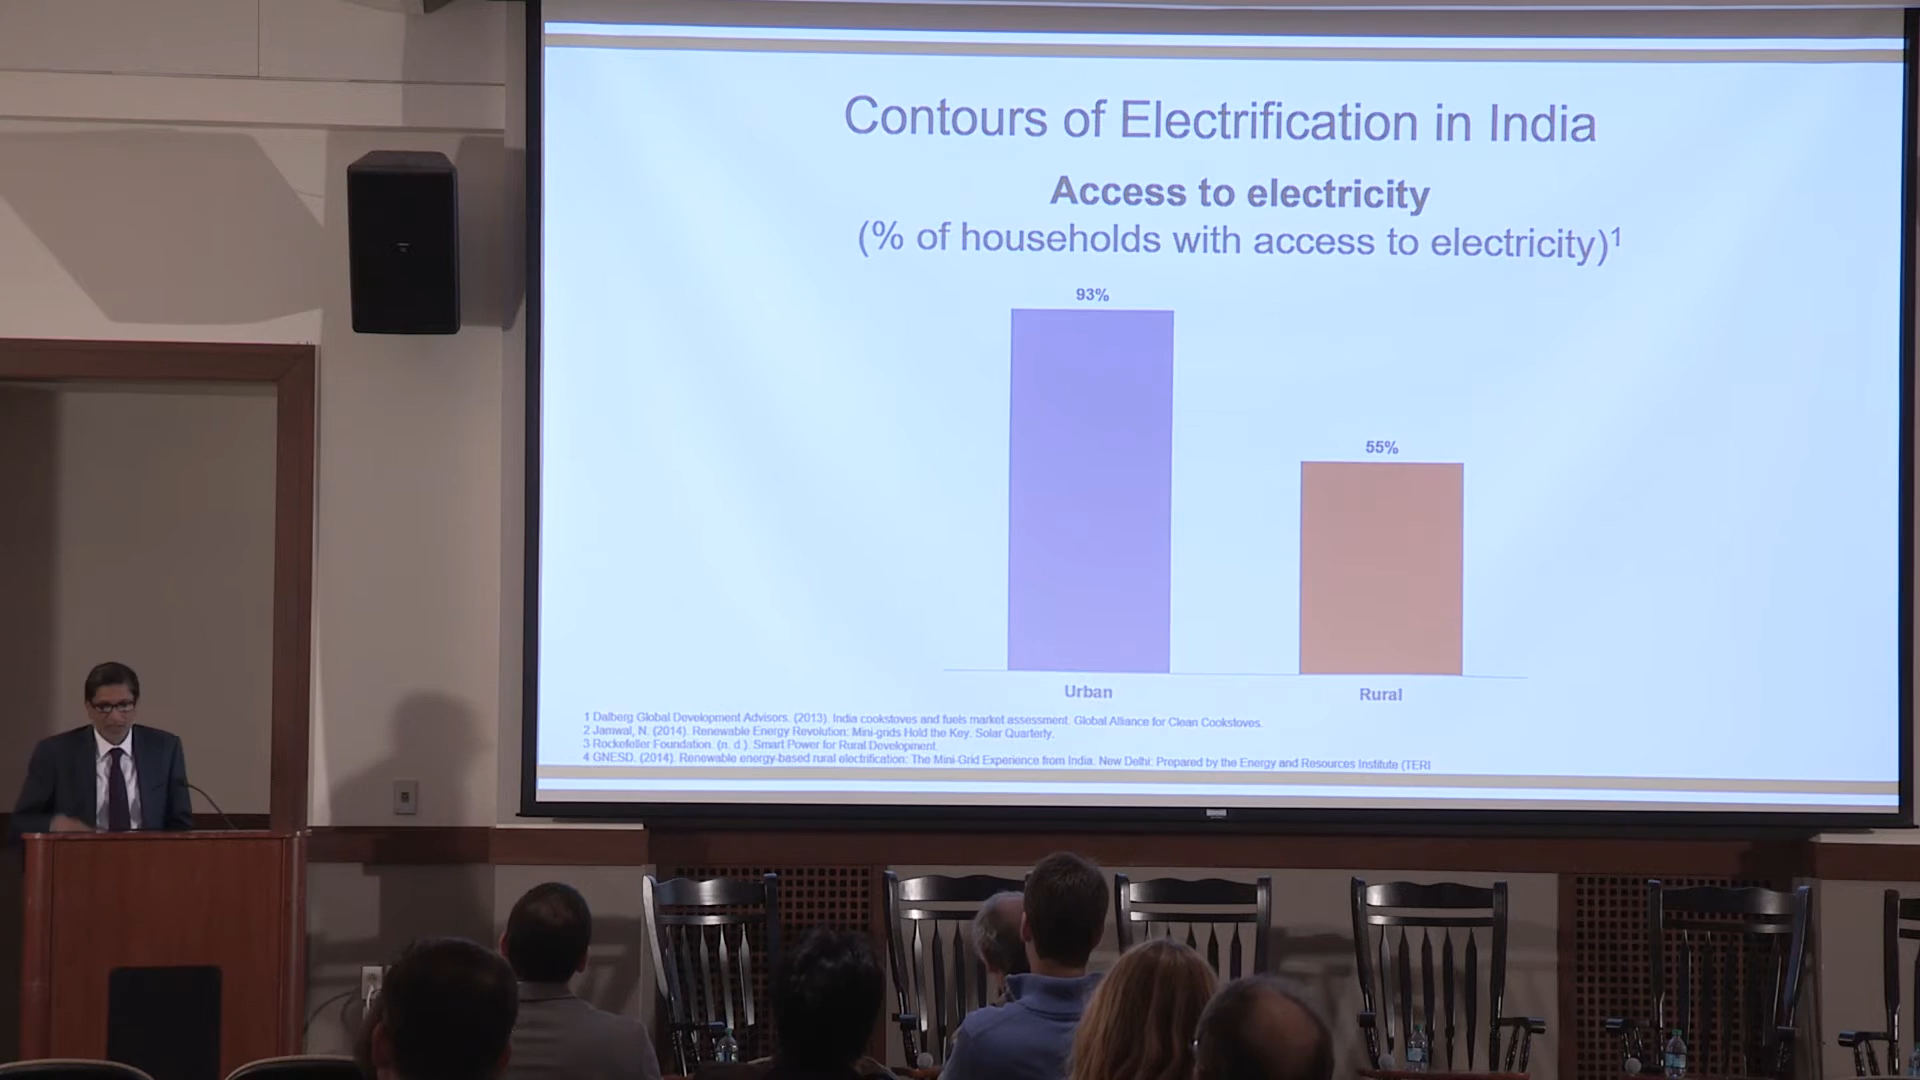 Contours of Electrification in India
Access to electricity
(% of households with access to electricity)1
93%
55%
Urban
Rural
1 Dalberg Global Development Advisors. (2013). India cookstoves and fuels market assessment. Global Alliance for Clean Cookstoves.
2 Jamwal, N. (2014). Renewable Energy Revolution: Mini-grids Hold the Key. Solar Quarterly.
3 Rockefeller Foundation. (n. d.). Smart Power for Rural Development.
4 GNESD. (2014). Renewable energy-based rural electrification: The Mini-Grid Experience from India. New Delhi: Prepared by the Energy and Resources Institute (TERI